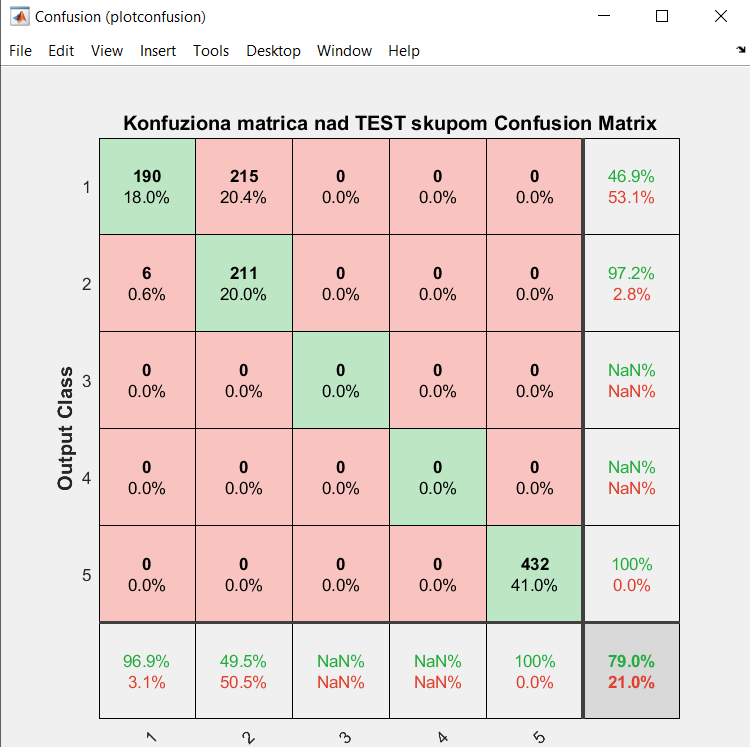 Confusion (plotconfusion)
File Edit View Insert Tools Desktop Window Help
Konfuziona matrica nad TEST skupom Confusion Matrix
1 190 215 0 0 0 46.9%
18.0% 20.4% 0.0% 0.0% 0.0% 53.1%
2 6 211 0 0 0 97.2%
0.6% 20.0% 0.0% 0.0% 0.0% 2.8%
3 0 0 0 0 0 NaN%
0.0% 0.0% 0.0% 0.0% 0.0% NaN%
4 0 0 0 0 0 NaN%
0.0% 0.0% 0.0% 0.0% 0.0% NaN%
5 0 0 0 0 432 100%
0.0% 0.0% 0.0% 0.0% 41.0% 0.0%
96.9% 49.5% NaN% NaN% 100% 79.0%
3.1% 50.5% NaN% NaN% 0.0% 21.0%
1 2 3 4 5
Output Class